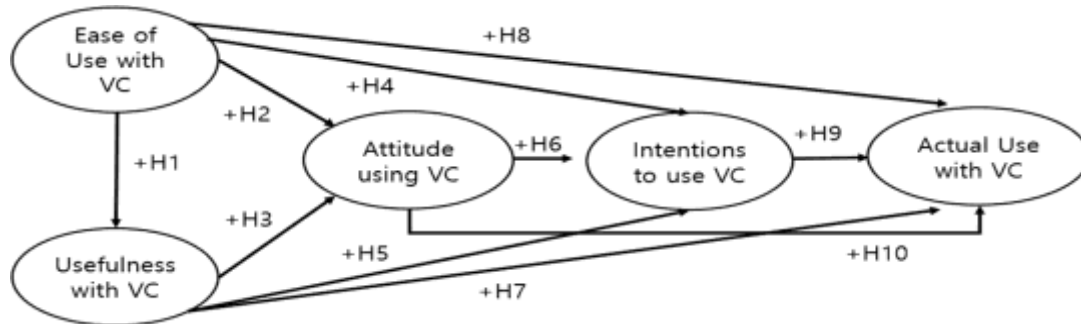 Ease of
Use with
VC
+H8
+H4
+H2
+H1
Attitude
using VC
+H6
Intentions
to use VC
+H9
Actual Use
with VC
+H3
Usefulness
with VC
+H5
+H7
+H10